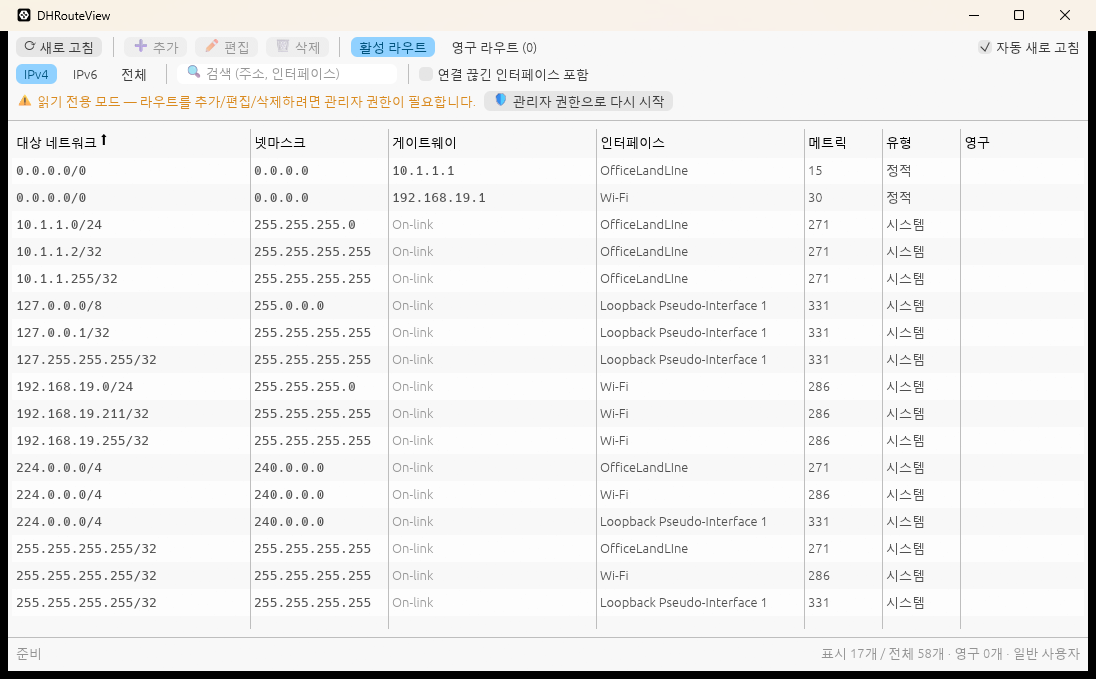 DHRouteView
새로 고침 추가 편집 삭제 활성 라우트 영구 라우트 (0) 자동 새로 고침
IPv4 IPv6 전체 검색 (주소, 인터페이스) 연결 끊긴 인터페이스 포함
읽기 전용 모드 — 라우트를 추가/편집/삭제하려면 관리자 권한이 필요합니다. 관리자 권한으로 다시 시작
대상 네트워크 넷마스크 게이트웨이 인터페이스 메트릭 유형 영구
0.0.0.0/0 0.0.0.0 10.1.1.1 OfficeLandLIne 15 정적
0.0.0.0/0 0.0.0.0 192.168.19.1 Wi-Fi 30 정적
10.1.1.0/24 255.255.255.0 On-link OfficeLandLIne 271 시스템
10.1.1.2/32 255.255.255.255 On-link OfficeLandLIne 271 시스템
10.1.1.255/32 255.255.255.255 On-link OfficeLandLIne 271 시스템
127.0.0.0/8 255.0.0.0 On-link Loopback Pseudo-Interface 1 331 시스템
127.0.0.1/32 255.255.255.255 On-link Loopback Pseudo-Interface 1 331 시스템
127.255.255.255/32 255.255.255.255 On-link Loopback Pseudo-Interface 1 331 시스템
192.168.19.0/24 255.255.255.0 On-link Wi-Fi 286 시스템
192.168.19.211/32 255.255.255.255 On-link Wi-Fi 286 시스템
192.168.19.255/32 255.255.255.255 On-link Wi-Fi 286 시스템
224.0.0.0/4 240.0.0.0 On-link OfficeLandLIne 271 시스템
224.0.0.0/4 240.0.0.0 On-link Wi-Fi 286 시스템
224.0.0.0/4 240.0.0.0 On-link Loopback Pseudo-Interface 1 331 시스템
255.255.255.255/32 255.255.255.255 On-link OfficeLandLIne 271 시스템
255.255.255.255/32 255.255.255.255 On-link Wi-Fi 286 시스템
255.255.255.255/32 255.255.255.255 On-link Loopback Pseudo-Interface 1 331 시스템
준비 표시 17개 / 전체 58개 · 영구 0개 · 일반 사용자